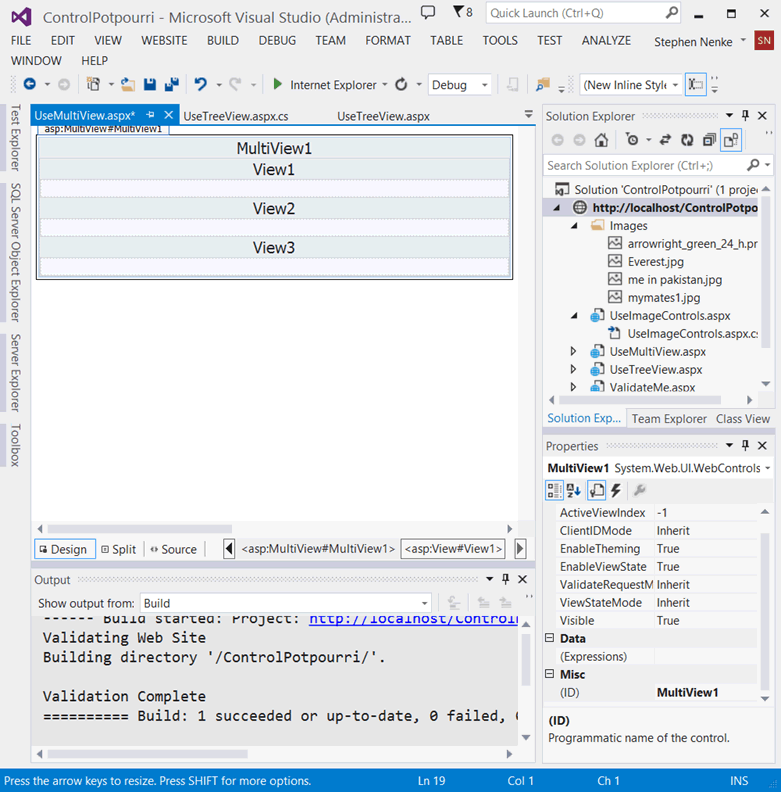 ControlPotpourri - Microsoft Visual Studio (Administra...
8
Quick Launch (Ctrl+Q)
FILE EDIT VIEW WEBSITE BUILD DEBUG TEAM FORMAT TABLE TOOLS TEST ANALYZE
Stephen Nenke SN
WINDOW HELP
Internet Explorer Debug (New Inline Style
Test Explorer
SQL Server Object Explorer
Server Explorer
Toolbox
UseMultiView.aspx* UseTreeView.aspx.cs UseTreeView.aspx
asp:MultiView#MultiView1
MultiView1
View1
View2
View3
Design Split Source <asp:MultiView#MultiView1> <asp:View#View1>
Output
Show output from: Build
------ Build started: Project: http://localhost/Control
Validating Web Site
Building directory '/ControlPotpourri/'.
Validation Complete
========== Build: 1 succeeded or up-to-date, 0 failed,
Solution Explorer
Search Solution Explorer (Ctrl+;)
Solution 'ControlPotpourri' (1 projec
http://localhost/ControlPotpo
Images
arrowright_green_24_h.pr
Everest.jpg
me in pakistan.jpg
mymates1.jpg
UseImageControls.aspx
UseImageControls.aspx.cs
UseMultiView.aspx
UseTreeView.aspx
ValidateMe.aspx
Solution Exp... Team Explorer Class View
Properties
MultiView1 System.Web.UI.WebControls
ActiveViewIndex -1
ClientIDMode Inherit
EnableTheming True
EnableViewState True
ValidateRequestM Inherit
ViewStateMode Inherit
Visible True
Data
(Expressions)
Misc
(ID) MultiView1
(ID)
Programmatic name of the control.
Press the arrow keys to resize. Press SHIFT for more options. Ln 19 Col 1 Ch 1 INS